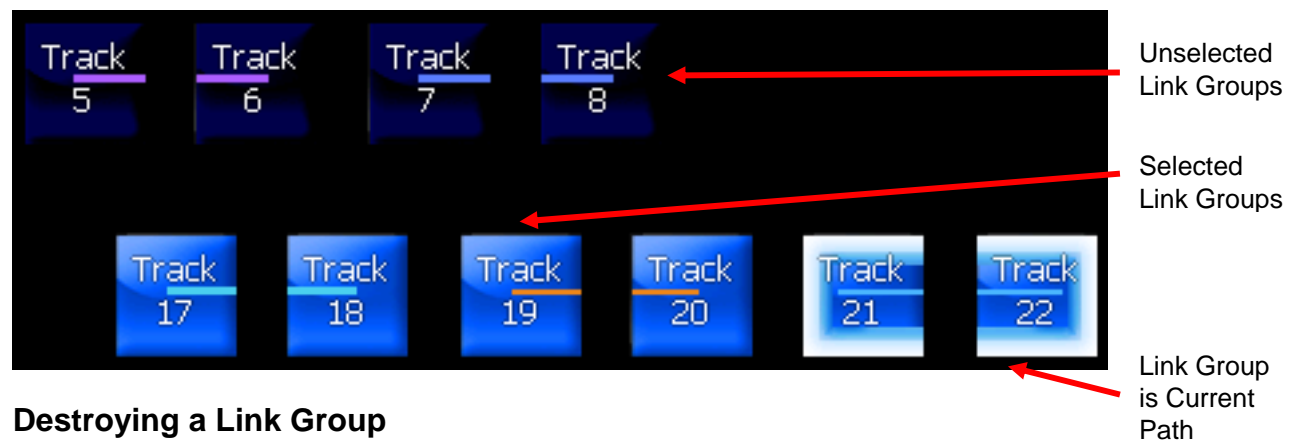 Track 5
Track 6
Track 7
Track 8
Unselected
Link Groups
Selected
Link Groups
Track 17
Track 18
Track 19
Track 20
Track 21
Track 22
Link Group
is Current
Path
Destroying a Link Group